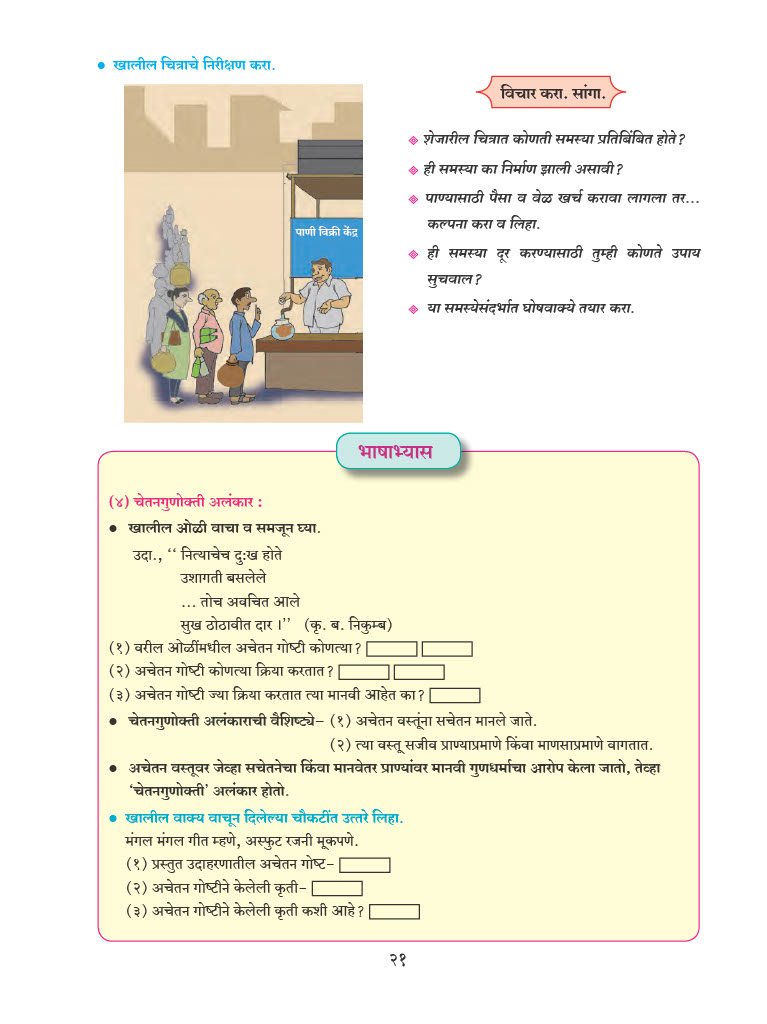 ● खालील चित्राचे निरीक्षण करा.
पाणी विक्री केंद्र
विचार करा. सांगा.
शेजारील चित्रात कोणती समस्या प्रतिबिंबित होते?
ही समस्या का निर्माण झाली असावी?
पाण्यासाठी पैसा व वेळ खर्च करावा लागला तर...
कल्पना करा व लिहा.
ही समस्या दूर करण्यासाठी तुम्ही कोणते उपाय
सुचवाल?
या समस्येसंदर्भात घोषवाक्ये तयार करा.
भाषाभ्यास
(४) चेतनगुणोक्ती अलंकार :
● खालील ओळी वाचा व समजून घ्या.
उदा., ‘‘ नित्याचेच दुःख होते
उशागती बसलेले
... तोच अवचित आले
सुख ठोठावीत दार ।’’ (कृ. ब. निकुम्ब)
(१) वरील ओळींमधील अचेतन गोष्टी कोणत्या?
(२) अचेतन गोष्टी कोणत्या क्रिया करतात?
(३) अचेतन गोष्टी ज्या क्रिया करतात त्या मानवी आहेत का?
● चेतनगुणोक्ती अलंकाराची वैशिष्ट्ये– (१) अचेतन वस्तूंना सचेतन मानले जाते.
(२) त्या वस्तू सजीव प्राण्याप्रमाणे किंवा माणसाप्रमाणे वागतात.
● अचेतन वस्तूवर जेव्हा सचेतनेचा किंवा मानवेतर प्राण्यांवर मानवी गुणधर्माचा आरोप केला जातो, तेव्हा
‘चेतनगुणोक्ती’ अलंकार होतो.
● खालील वाक्य वाचून दिलेल्या चौकटींत उत्तरे लिहा.
मंगल मंगल गीत म्हणे, अस्फुट रजनी मूकपणे.
(१) प्रस्तुत उदाहरणातील अचेतन गोष्ट–
(२) अचेतन गोष्टीने केलेली कृती–
(३) अचेतन गोष्टीने केलेली कृती कशी आहे?
२१